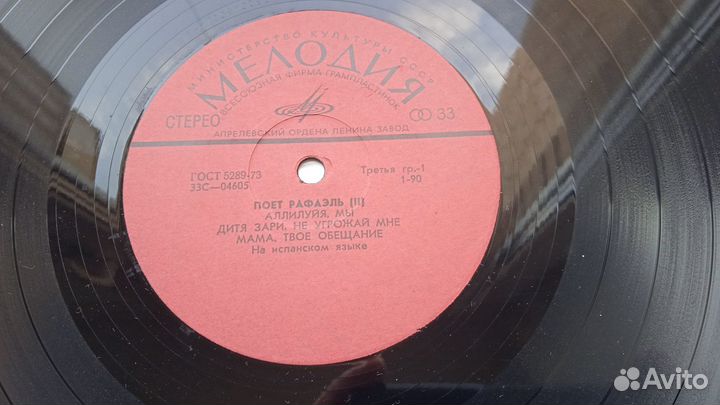 МИНИСТЕРСТВО КУЛЬТУРЫ СССР
МЕЛОДИЯ
ВСЕСОЮЗНАЯ ФИРМА ГРАМПЛАСТИНОК
СТЕРЕО
33
АПРЕЛЕВСКИЙ ОРДЕНА ЛЕНИНА ЗАВОД
ГОСТ 5289-73
Третья гр.-1
33С—04605
1-90
ПОЕТ РАФАЭЛЬ (II)
АЛЛИЛУЙЯ, МЫ
ДИТЯ ЗАРИ, НЕ УГРОЖАЙ МНЕ
МАМА, ТВОЕ ОБЕЩАНИЕ
На испанском языке
Avito